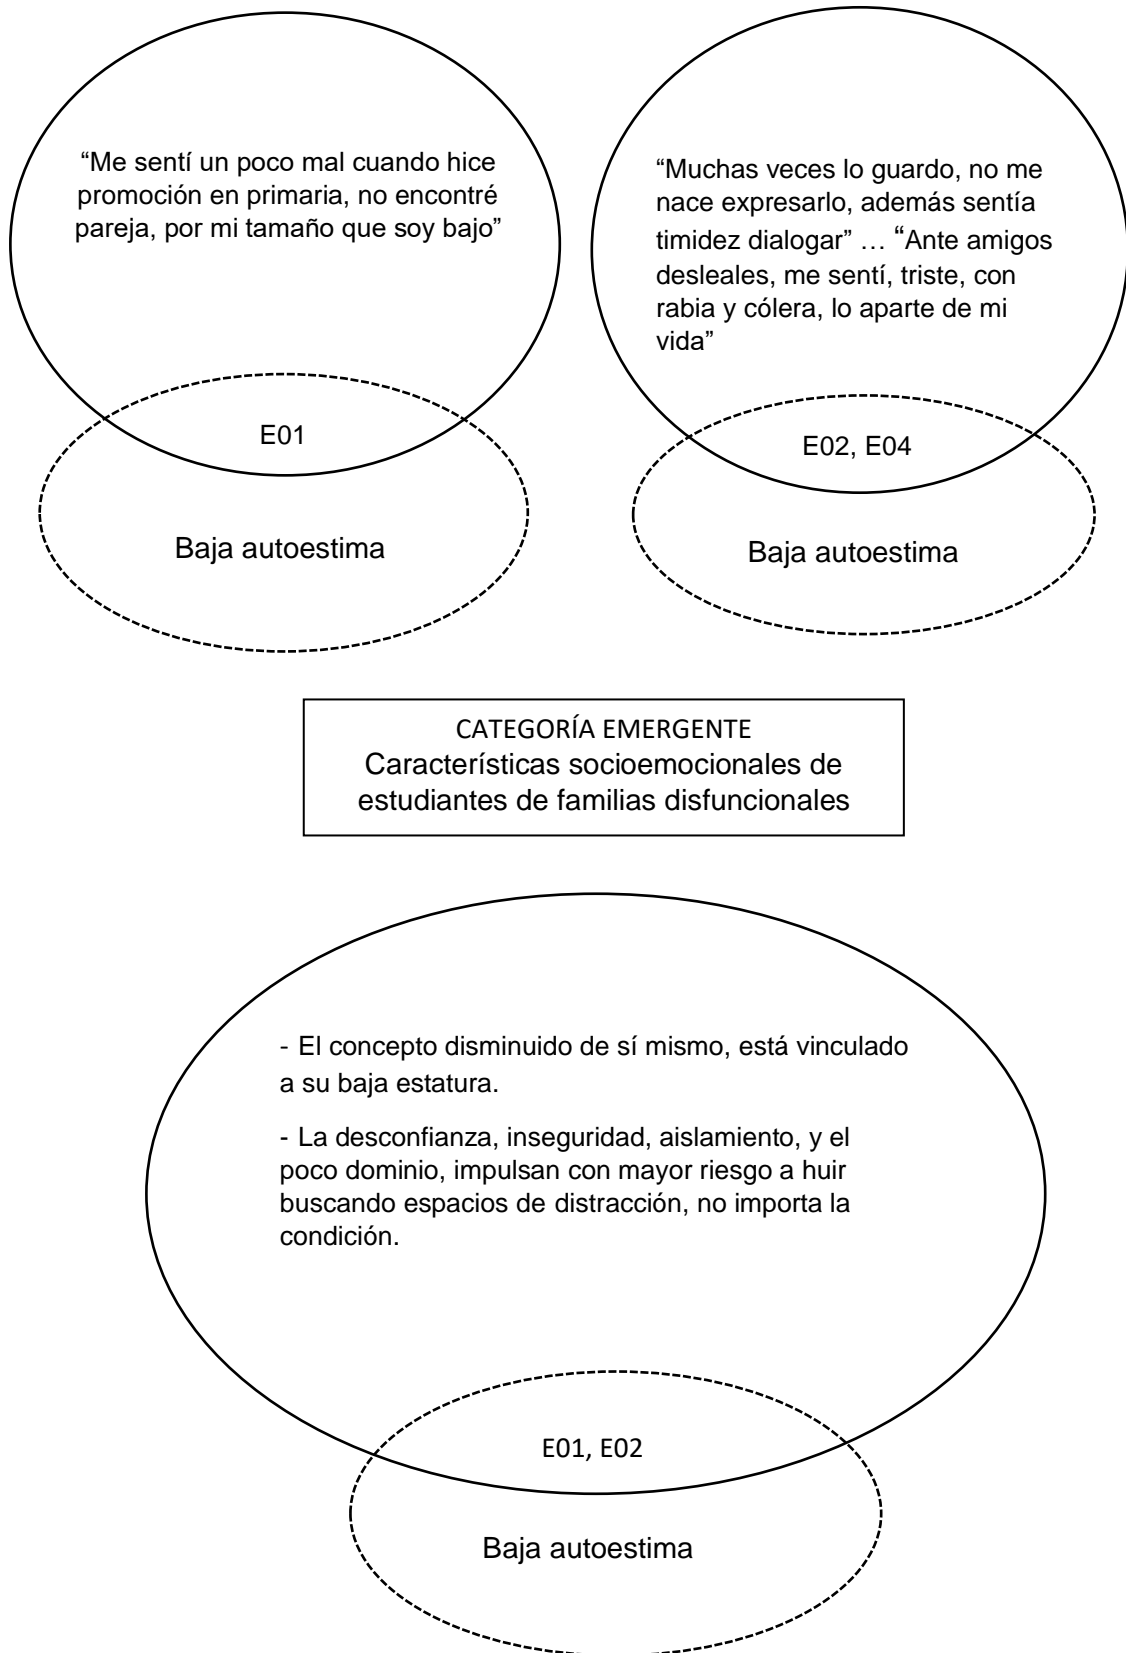 “Me sentí un poco mal cuando hice
promoción en primaria, no encontré
pareja, por mi tamaño que soy bajo”
E01
Baja autoestima
“Muchas veces lo guardo, no me
nace expresarlo, además sentía
timidez dialogar” … “Ante amigos
desleales, me sentí, triste, con
rabia y cólera, lo aparte de mi
vida”
E02, E04
Baja autoestima
CATEGORÍA EMERGENTE
Características socioemocionales de
estudiantes de familias disfuncionales
- El concepto disminuido de sí mismo, está vinculado
a su baja estatura.
- La desconfianza, inseguridad, aislamiento, y el
poco dominio, impulsan con mayor riesgo a huir
buscando espacios de distracción, no importa la
condición.
E01, E02
Baja autoestima